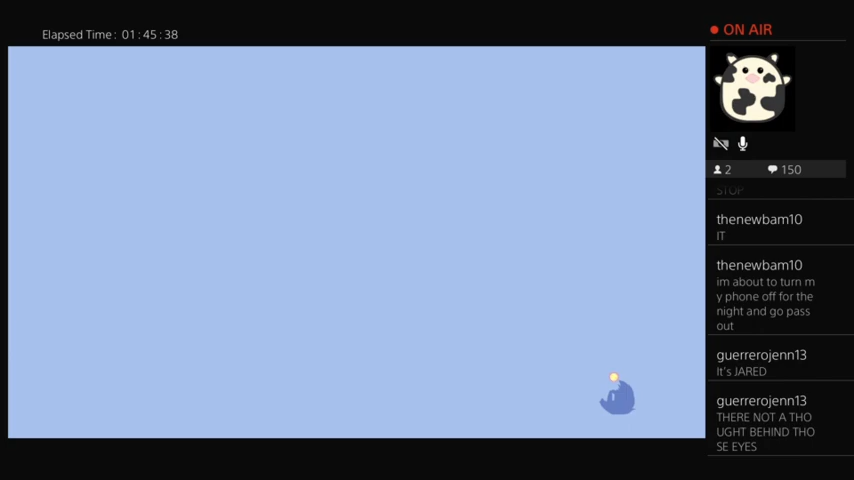 Elapsed Time: 01:45:38
ON AIR
2
150
STOP
thenewbam10
IT
thenewbam10
im about to turn m
y phone off for the
night and go pass
out
guerrerojenn13
It's JARED
guerrerojenn13
THERE NOT A THO
UGHT BEHIND THO
SE EYES